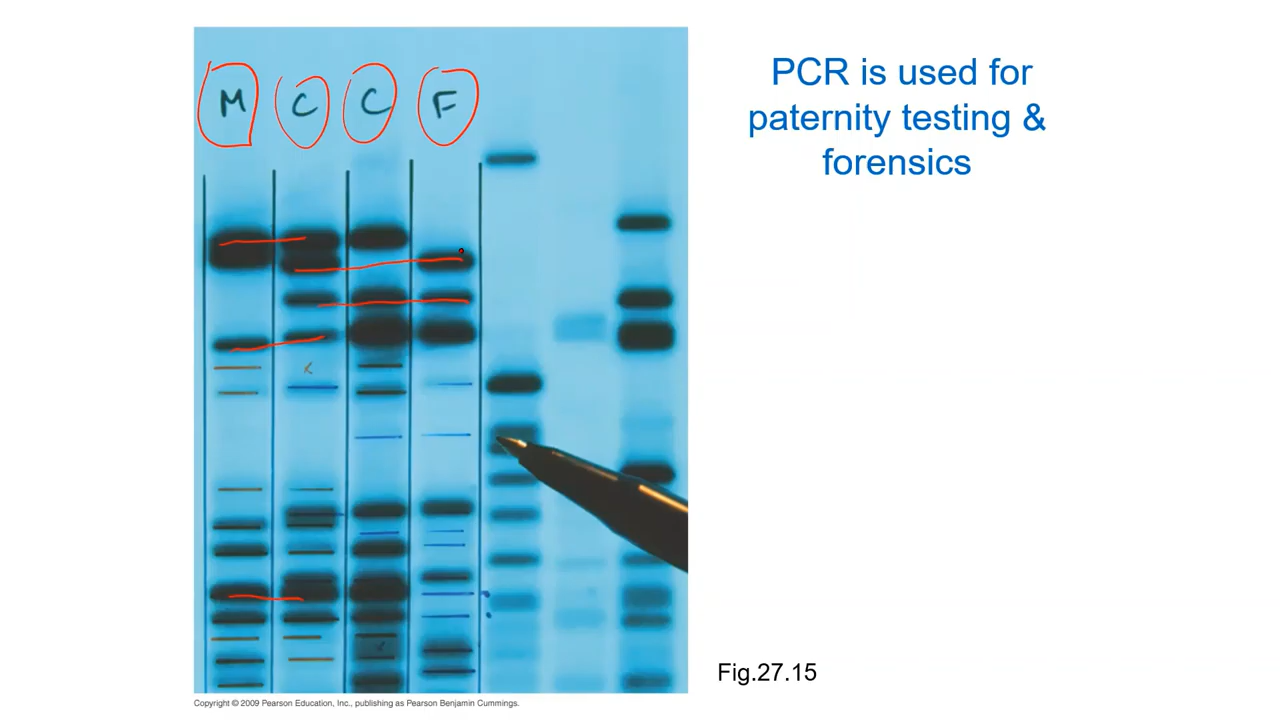 M C C F
PCR is used for
paternity testing &
forensics
Fig.27.15
Copyright © 2009 Pearson Education, Inc., publishing as Pearson Benjamin Cummings.